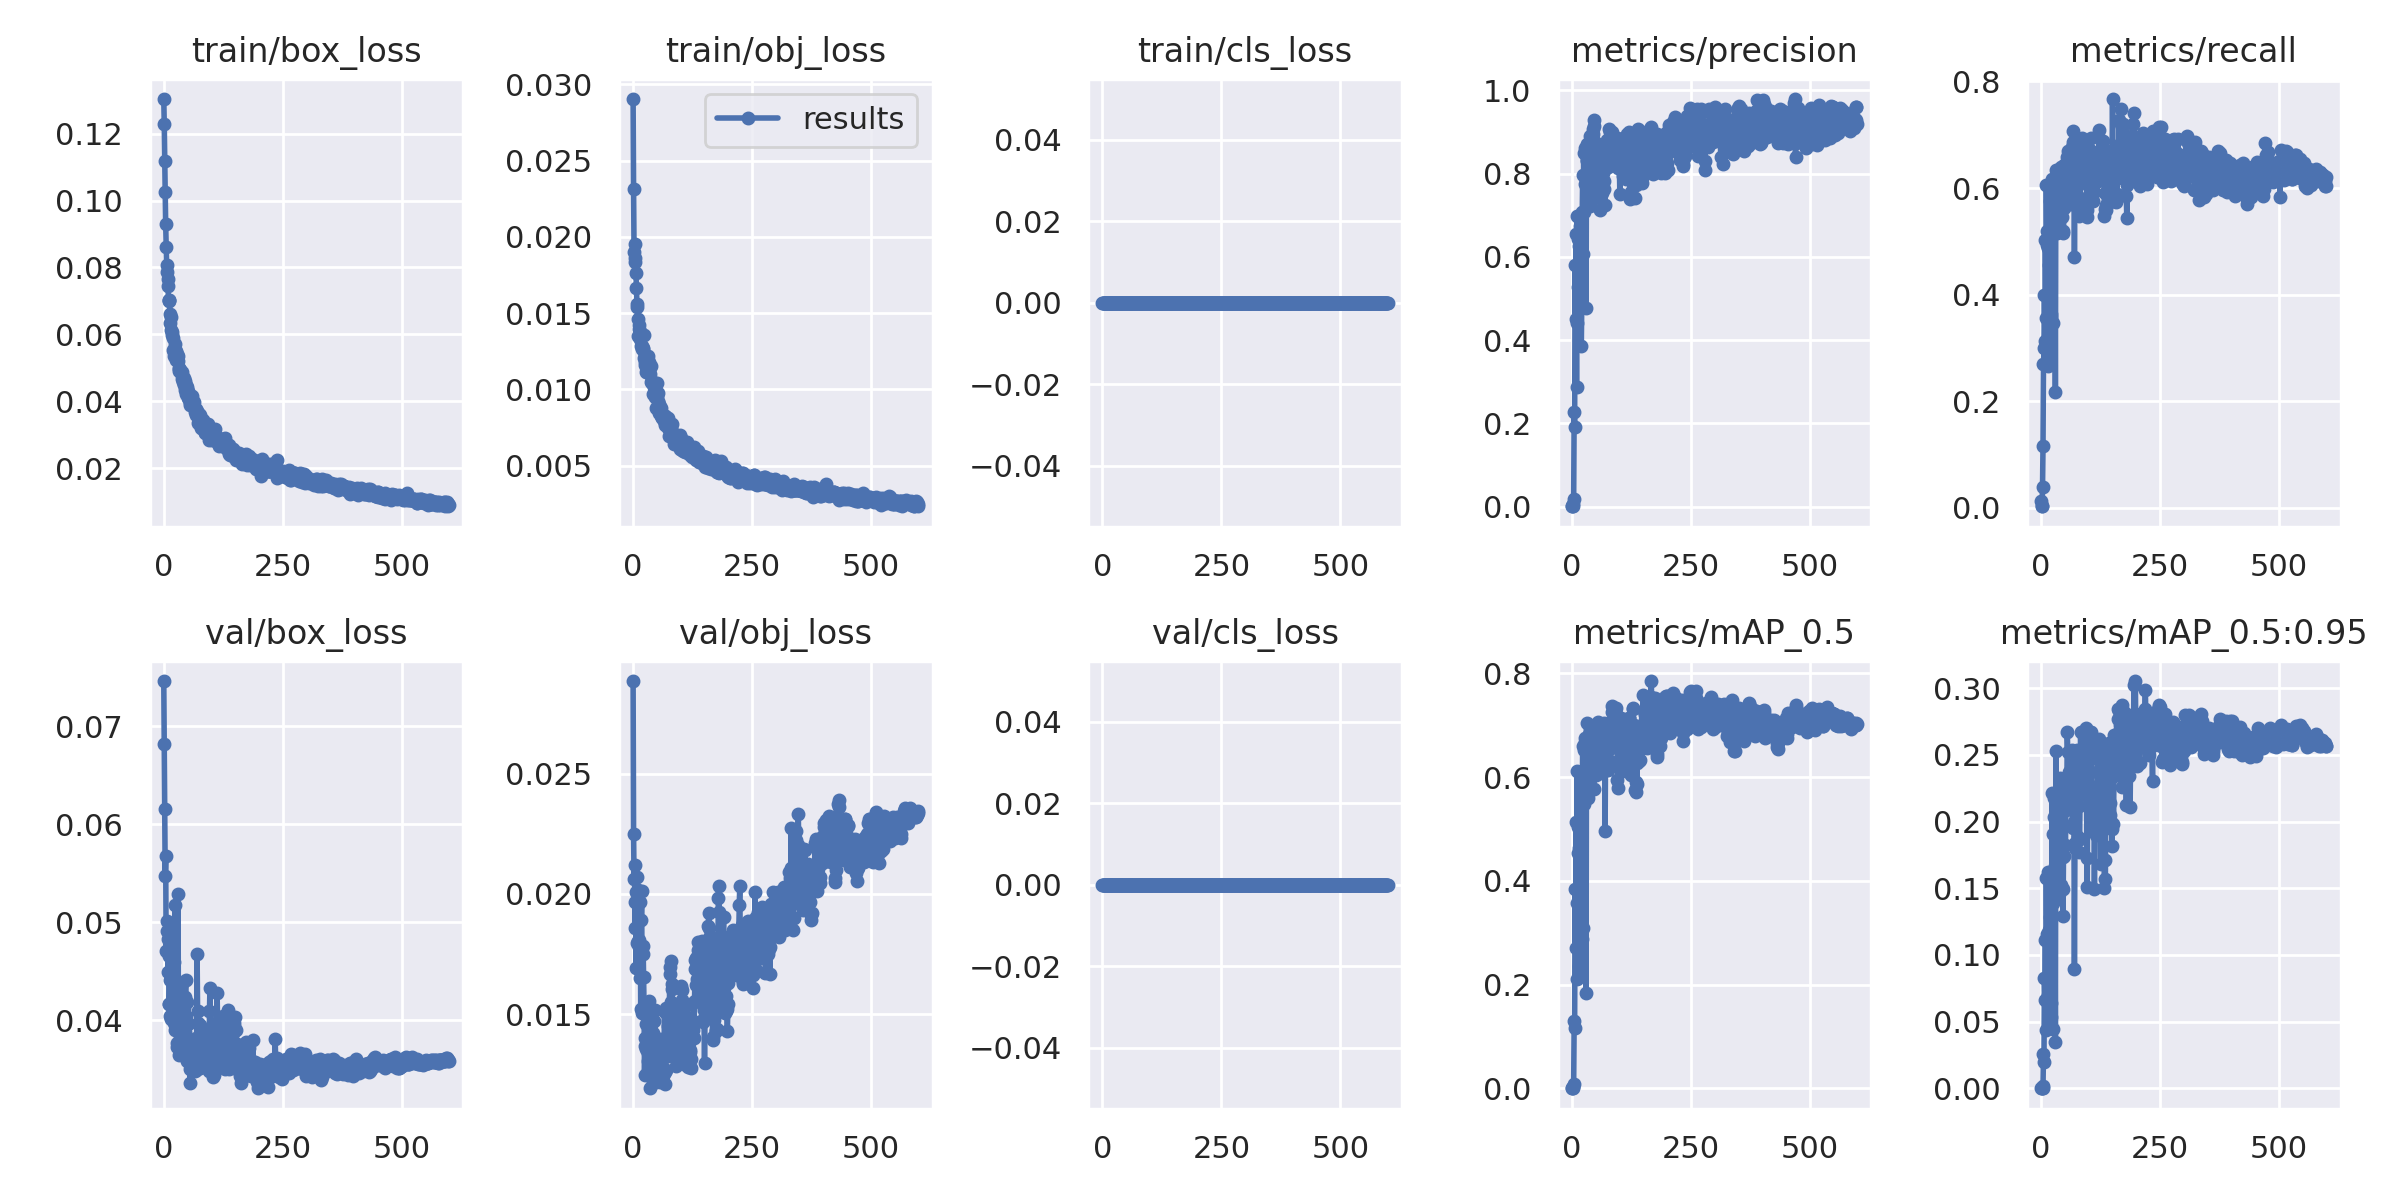 train/box_loss
0.12
0.10
0.08
0.06
0.04
0.02
0 250 500
train/obj_loss
results
0.030
0.025
0.020
0.015
0.010
0.005
0 250 500
train/cls_loss
0.04
0.02
0.00
−0.02
−0.04
0 250 500
metrics/precision
1.0
0.8
0.6
0.4
0.2
0.0
0 250 500
metrics/recall
0.8
0.6
0.4
0.2
0.0
0 250 500
val/box_loss
0.07
0.06
0.05
0.04
0 250 500
val/obj_loss
0.025
0.020
0.015
0 250 500
val/cls_loss
0.04
0.02
0.00
−0.02
−0.04
0 250 500
metrics/mAP_0.5
0.8
0.6
0.4
0.2
0.0
0 250 500
metrics/mAP_0.5:0.95
0.30
0.25
0.20
0.15
0.10
0.05
0.00
0 250 500